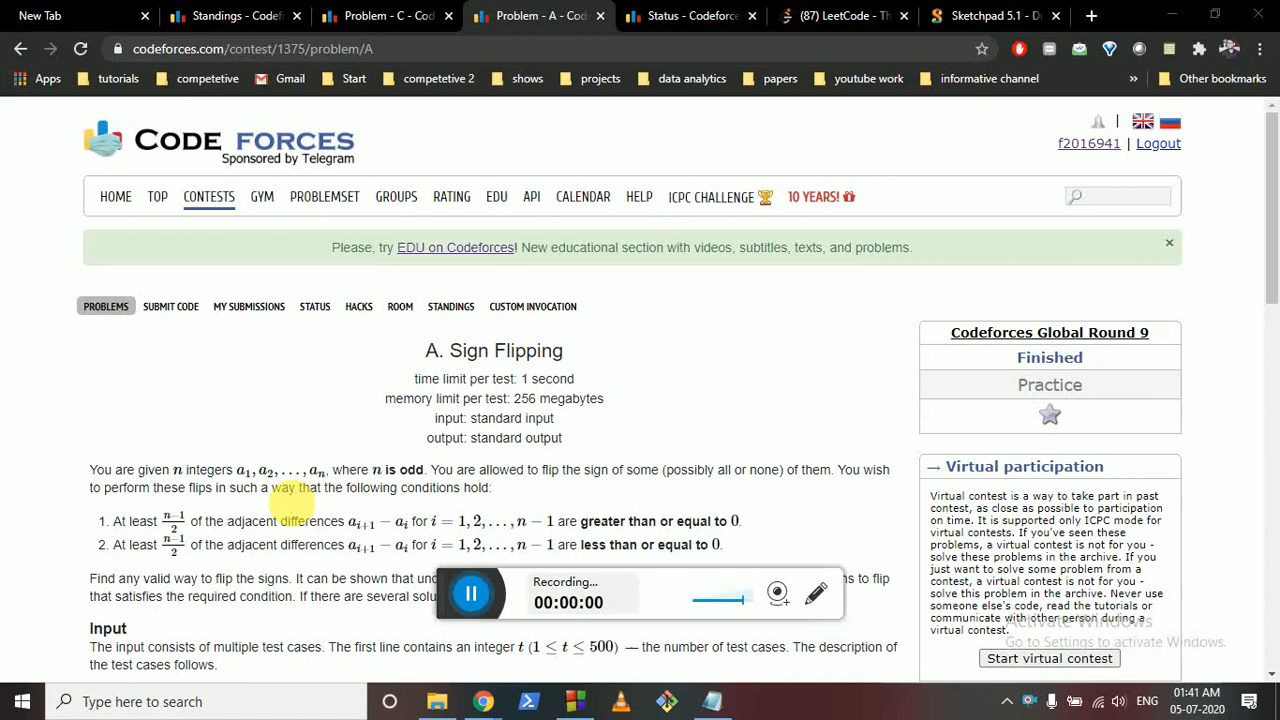 New Tab
Standings - Codef
Problem - C - Cod
Problem - A - Cod
Status - Codeforce
(87) LeetCode - Th
Sketchpad 5.1 - D
codeforces.com/contest/1375/problem/A
Apps
tutorials
competetive
Gmail
Start
competetive 2
shows
projects
data analytics
papers
youtube work
informative channel
»
Other bookmarks
CODE FORCES
Sponsored by Telegram
f2016941 | Logout
HOME TOP CONTESTS GYM PROBLEMSET GROUPS RATING EDU API CALENDAR HELP ICPC CHALLENGE 10 YEARS!
Please, try EDU on Codeforces! New educational section with videos, subtitles, texts, and problems.
PROBLEMS SUBMIT CODE MY SUBMISSIONS STATUS HACKS ROOM STANDINGS CUSTOM INVOCATION
A. Sign Flipping
time limit per test: 1 second
memory limit per test: 256 megabytes
input: standard input
output: standard output
You are given n integers a1, a2, . . . , an, where n is odd. You are allowed to flip the sign of some (possibly all or none) of them. You wish
to perform these flips in such a way that the following conditions hold:
1. At least n−1/2 of the adjacent differences ai+1 − ai for i = 1, 2, . . . , n − 1 are greater than or equal to 0.
2. At least n−1/2 of the adjacent differences ai+1 − ai for i = 1, 2, . . . , n − 1 are less than or equal to 0.
Find any valid way to flip the signs. It can be shown that un
ns to flip
that satisfies the required condition. If there are several solu
Input
The input consists of multiple test cases. The first line contains an integer t (1 ≤ t ≤ 500) — the number of test cases. The description of
the test cases follows.
Recording...
00:00:00
Codeforces Global Round 9
Finished
Practice
→ Virtual participation
Virtual contest is a way to take part in past
contest, as close as possible to participation
on time. It is supported only ICPC mode for
virtual contests. If you've seen these
problems, a virtual contest is not for you -
solve these problems in the archive. If you
just want to solve some problem from a
contest, a virtual contest is not for you -
solve this problem in the archive. Never use
someone else's code, read the tutorials or
communicate with other person during a
virtual contest.
Start virtual contest
Activate Windows
Go to Settings to activate Windows.
Type here to search
ENG
01:41 AM
05-07-2020